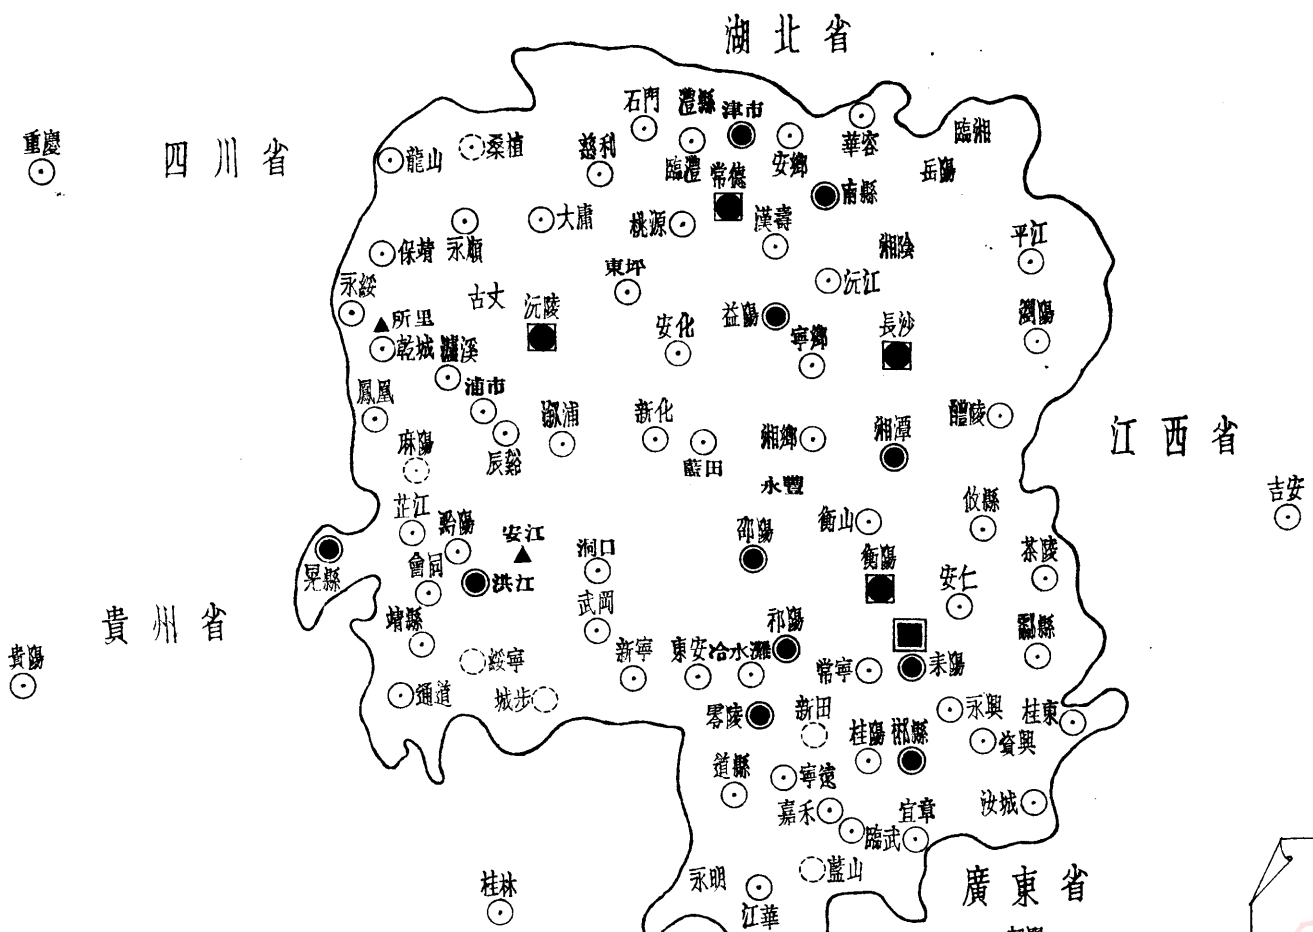 湖北省
石門
澧縣
津市
臨湘
重慶
四川省
龍山
桑植
慈利
臨澧
常德
安鄉
華容
岳陽
南縣
大庸
桃源
漢壽
平江
保靖
永順
湘陰
永綏
古丈
東坪
沅江
沅陵
所里
益陽
長沙
瀏陽
安化
寧鄉
乾城
瀘溪
鳳凰
浦市
漵浦
新化
湘鄉
湘潭
醴陵
江西省
麻陽
辰谿
藍田
永豐
吉安
芷江
黔陽
安江
洞口
邵陽
衡山
攸縣
晃縣
會同
洪江
衡陽
安仁
茶陵
貴州省
靖縣
武岡
祁陽
酃縣
貴陽
綏寧
新寧
東安
冷水灘
常寧
耒陽
通道
城步
零陵
新田
桂陽
郴縣
永興
桂東
資興
道縣
寧遠
嘉禾
宜章
汝城
臨武
桂林
永明
藍山
江華
廣東省